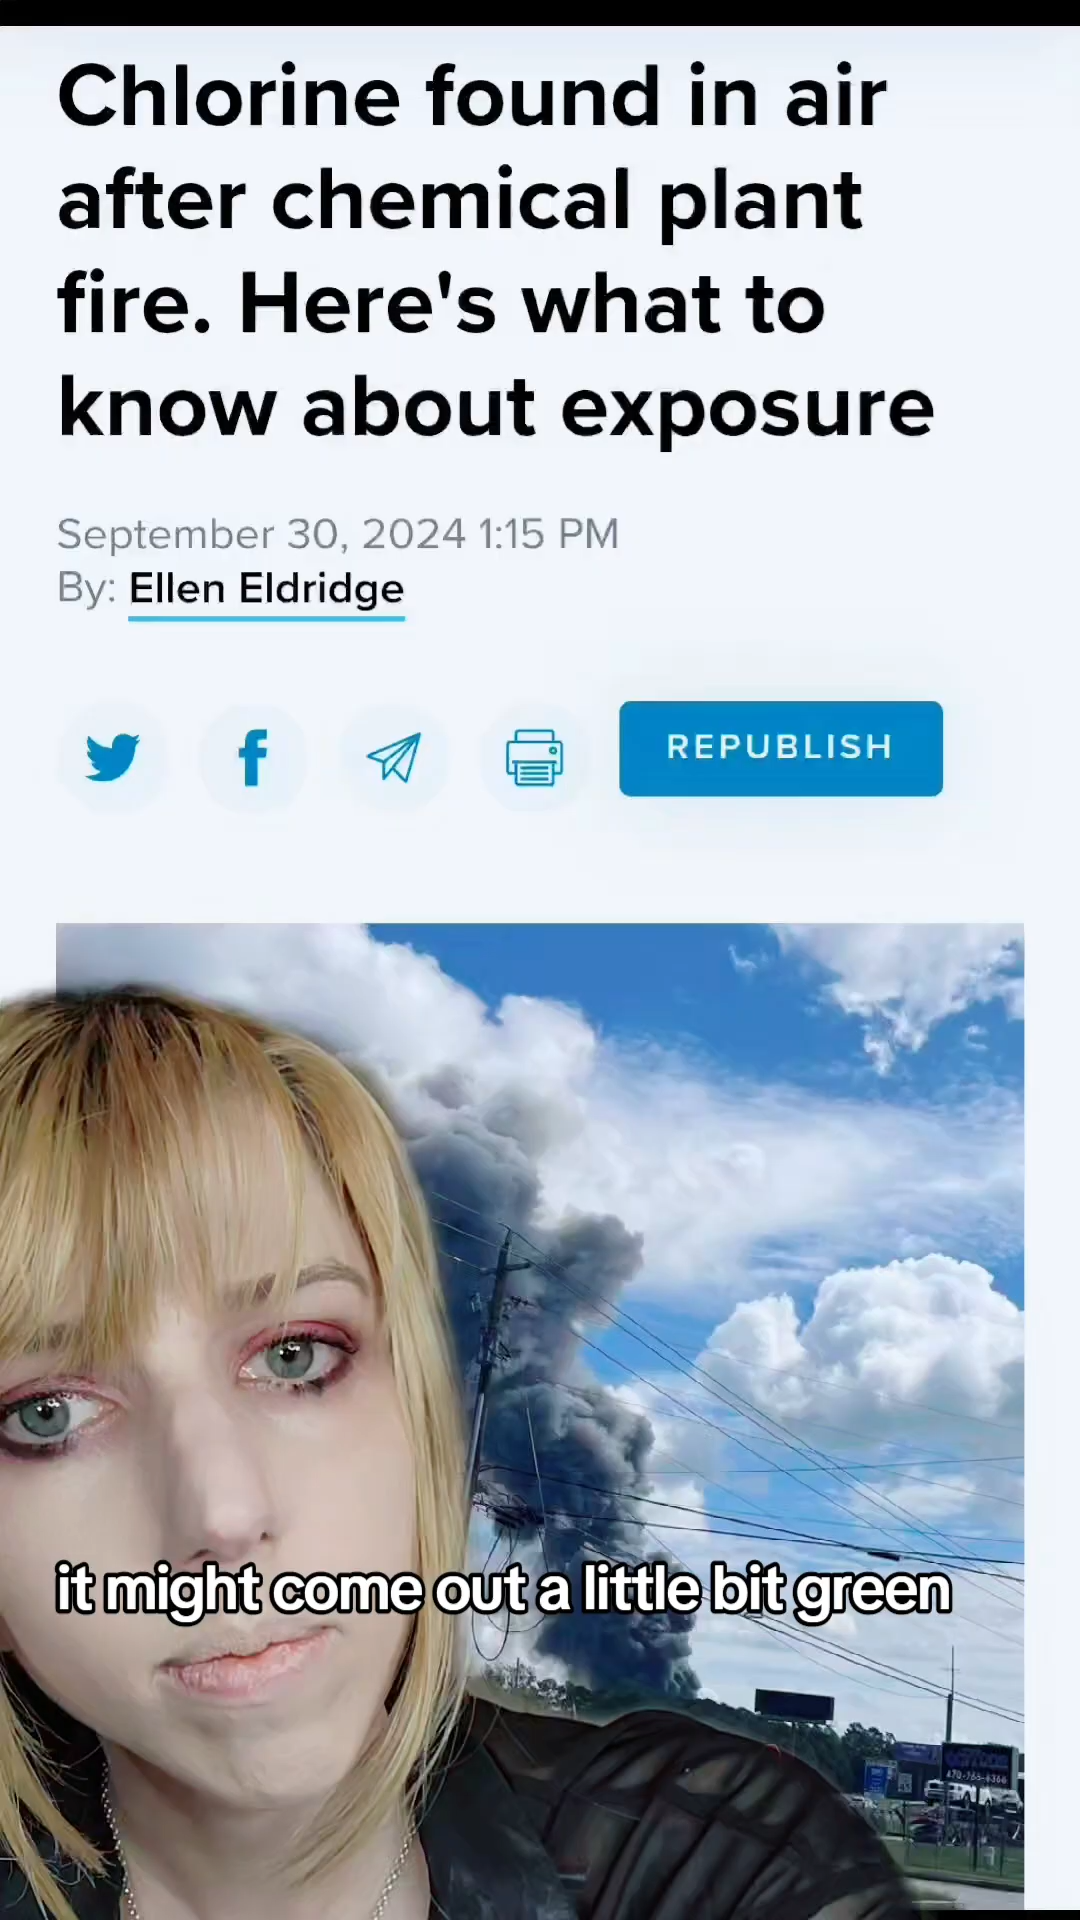 Chlorine found in air
after chemical plant
fire. Here's what to
know about exposure
September 30, 2024 1:15 PM
By: Ellen Eldridge
REPUBLISH
it might come out a little bit green